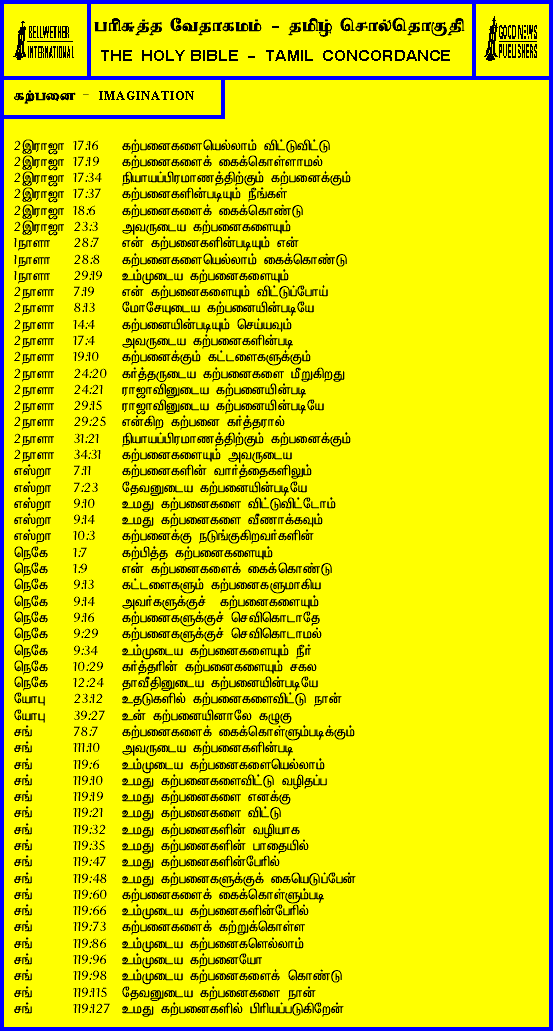 BELLWETHER
INTERNATIONAL
பரிசுத்த வேதாகமம் - தமிழ் சொல்தொகுதி
THE HOLY BIBLE - TAMIL CONCORDANCE
GOOD NEWS
PUBLISHERS
கற்பனை - IMAGINATION
2இராஜா 17:16 கற்பனைகளையெல்லாம் விட்டுவிட்டு
2இராஜா 17:19 கற்பனைகளைக் கைக்கொள்ளாமல்
2இராஜா 17:34 நியாயப்பிரமாணத்திற்கும் கற்பனைக்கும்
2இராஜா 17:37 கற்பனைகளின்படியும் நீங்கள்
2இராஜா 18:6 கற்பனைகளைக் கைக்கொண்டு
2இராஜா 23:3 அவருடைய கற்பனைகளையும்
1நாளா 28:7 என் கற்பனைகளின்படியும் என்
1நாளா 28:8 கற்பனைகளையெல்லாம் கைக்கொண்டு
1நாளா 29:19 உம்முடைய கற்பனைகளையும்
2நாளா 7:19 என் கற்பனைகளையும் விட்டுப்போய்
2நாளா 8:13 மோசேயுடைய கற்பனையின்படியே
2நாளா 14:4 கற்பனையின்படியும் செய்யவும்
2நாளா 17:4 அவருடைய கற்பனைகளின்படி
2நாளா 19:10 கற்பனைக்கும் கட்டளைகளுக்கும்
2நாளா 24:20 கர்த்தருடைய கற்பனைகளை மீறுகிறது
2நாளா 24:21 ராஜாவினுடைய கற்பனையின்படி
2நாளா 29:15 ராஜாவினுடைய கற்பனையின்படியே
2நாளா 29:25 என்கிற கற்பனை கர்த்தரால்
2நாளா 31:21 நியாயப்பிரமாணத்திற்கும் கற்பனைக்கும்
2நாளா 34:31 கற்பனைகளையும் அவருடைய
எஸ்றா 7:11 கற்பனைகளின் வார்த்தைகளிலும்
எஸ்றா 7:23 தேவனுடைய கற்பனையின்படியே
எஸ்றா 9:10 உமது கற்பனைகளை விட்டுவிட்டோம்
எஸ்றா 9:14 உமது கற்பனைகளை வீணாக்கவும்
எஸ்றா 10:3 கற்பனைக்கு நடுங்குகிறவர்களின்
நெகே 1:7 கற்பித்த கற்பனைகளையும்
நெகே 1:9 என் கற்பனைகளைக் கைக்கொண்டு
நெகே 9:13 கட்டளைகளும் கற்பனைகளுமாகிய
நெகே 9:14 அவர்களுக்குச் கற்பனைகளையும்
நெகே 9:16 கற்பனைகளுக்குச் செவிகொடாதே
நெகே 9:29 கற்பனைகளுக்குச் செவிகொடாமல்
நெகே 9:34 உம்முடைய கற்பனைகளையும் நீர்
நெகே 10:29 கர்த்தரின் கற்பனைகளையும் சகல
நெகே 12:24 தாவீதினுடைய கற்பனையின்படியே
யோபு 23:12 உதடுகளில் கற்பனைகளைவிட்டு நான்
யோபு 39:27 உன் கற்பனையினாலே கழுகு
சங் 78:7 கற்பனைகளைக் கைக்கொள்ளும்படிக்கும்
சங் 111:10 அவருடைய கற்பனைகளின்படி
சங் 119:6 உம்முடைய கற்பனைகளையெல்லாம்
சங் 119:10 உமது கற்பனைகளைவிட்டு வழிதப்ப
சங் 119:19 உமது கற்பனைகளை எனக்கு
சங் 119:21 உமது கற்பனைகளை விட்டு
சங் 119:32 உமது கற்பனைகளின் வழியாக
சங் 119:35 உமது கற்பனைகளின் பாதையில்
சங் 119:47 உமது கற்பனைகளின்பேரில்
சங் 119:48 உமது கற்பனைகளுக்குக் கையெடுப்பேன்
சங் 119:60 கற்பனைகளைக் கைக்கொள்ளும்படி
சங் 119:66 உம்முடைய கற்பனைகளின்பேரில்
சங் 119:73 கற்பனைகளைக் கற்றுக்கொள்ள
சங் 119:86 உம்முடைய கற்பனைகளெல்லாம்
சங் 119:96 உம்முடைய கற்பனையோ
சங் 119:98 உம்முடைய கற்பனைகளைக் கொண்டு
சங் 119:115 தேவனுடைய கற்பனைகளை நான்
சங் 119:127 உமது கற்பனைகளில் பிரியப்படுகிறேன்